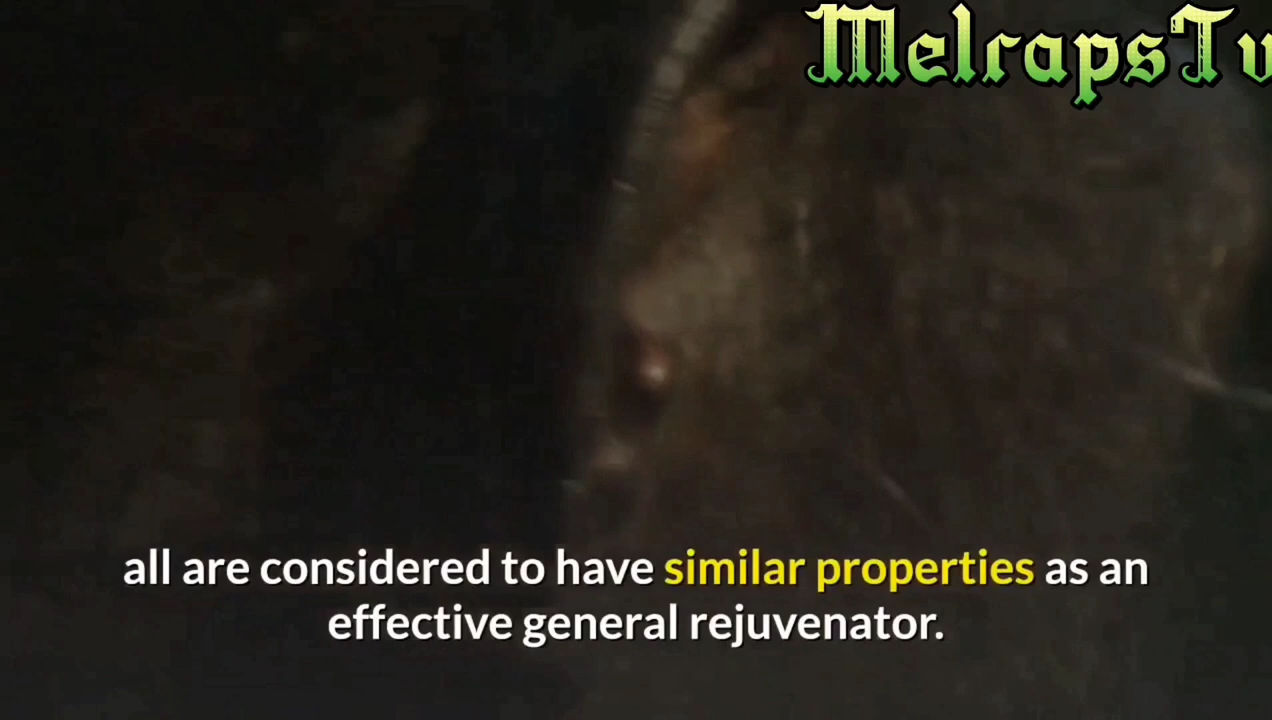 MelrapsTv
all are considered to have similar properties as an
effective general rejuvenator.